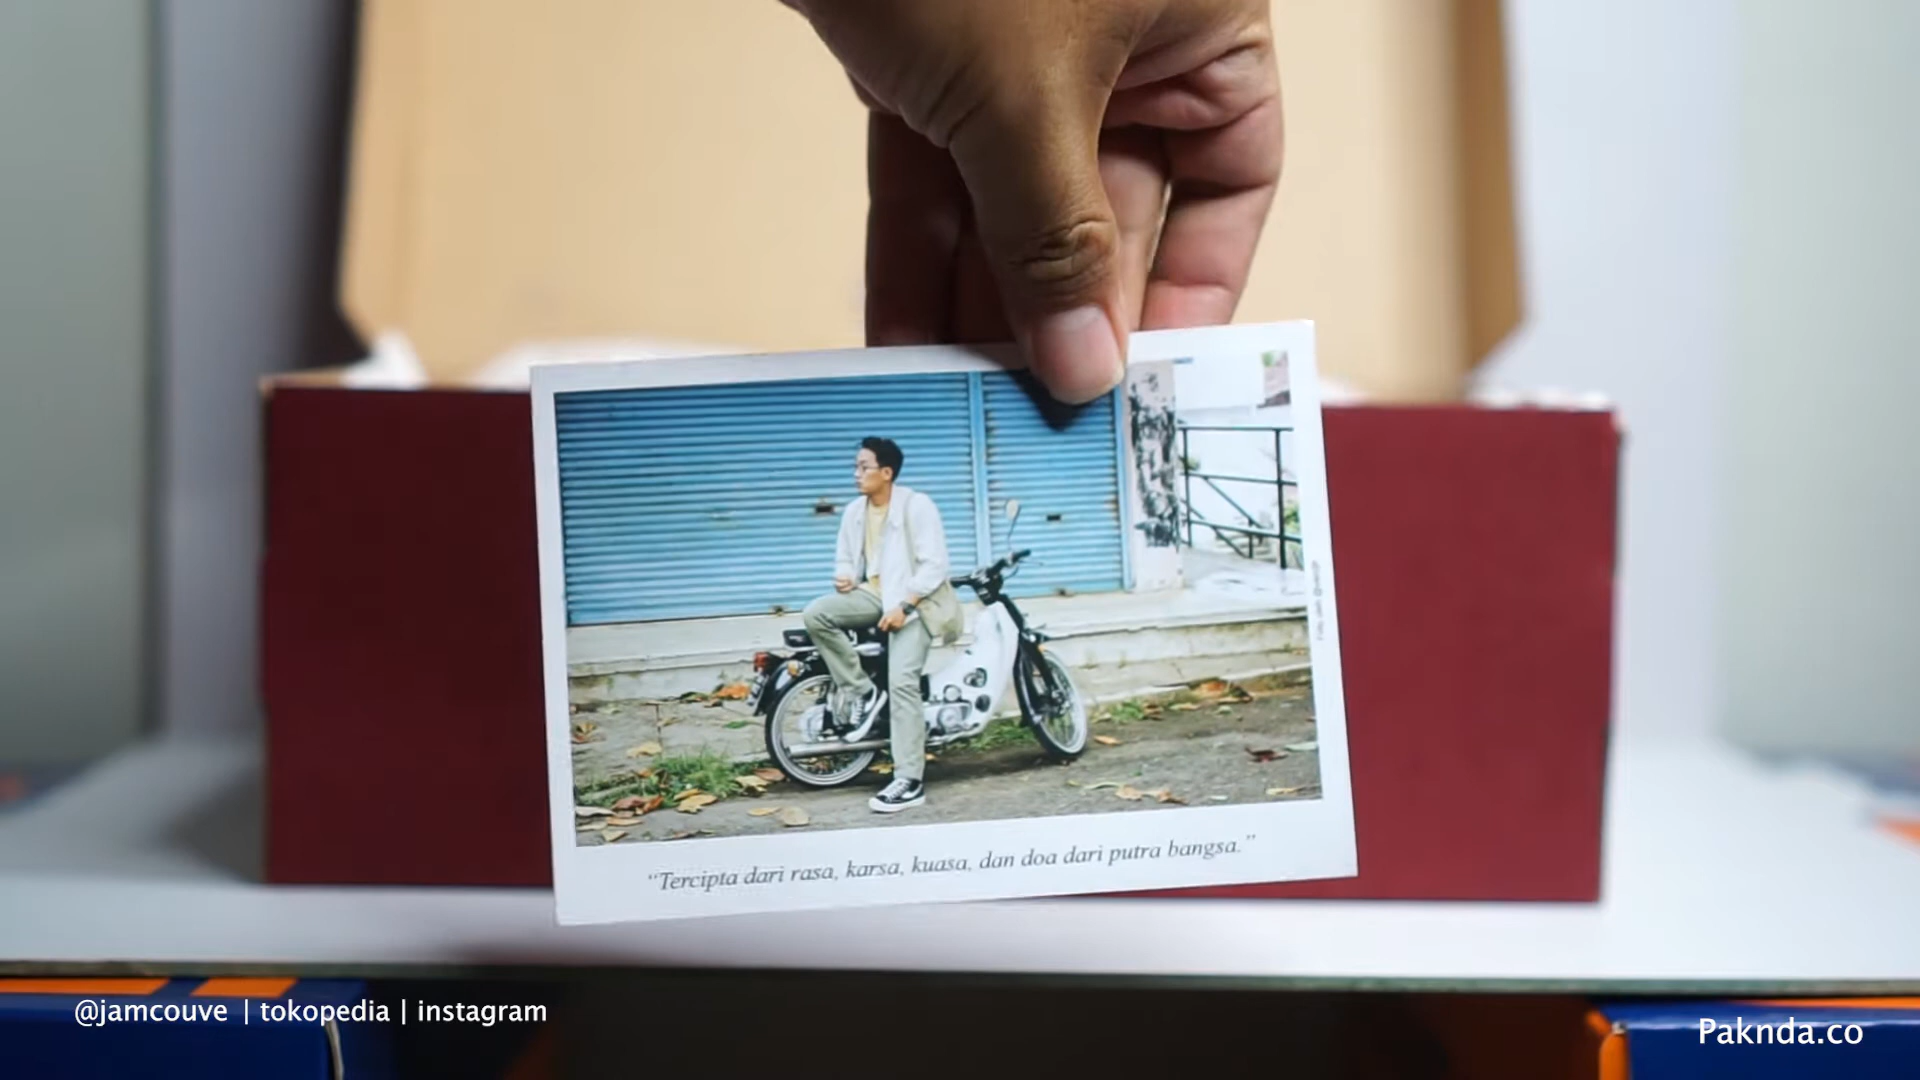 “Tercipta dari rasa, karsa, kuasa, dan doa dari putra bangsa.”
@jamcouve | tokopedia | instagram
Paknda.co